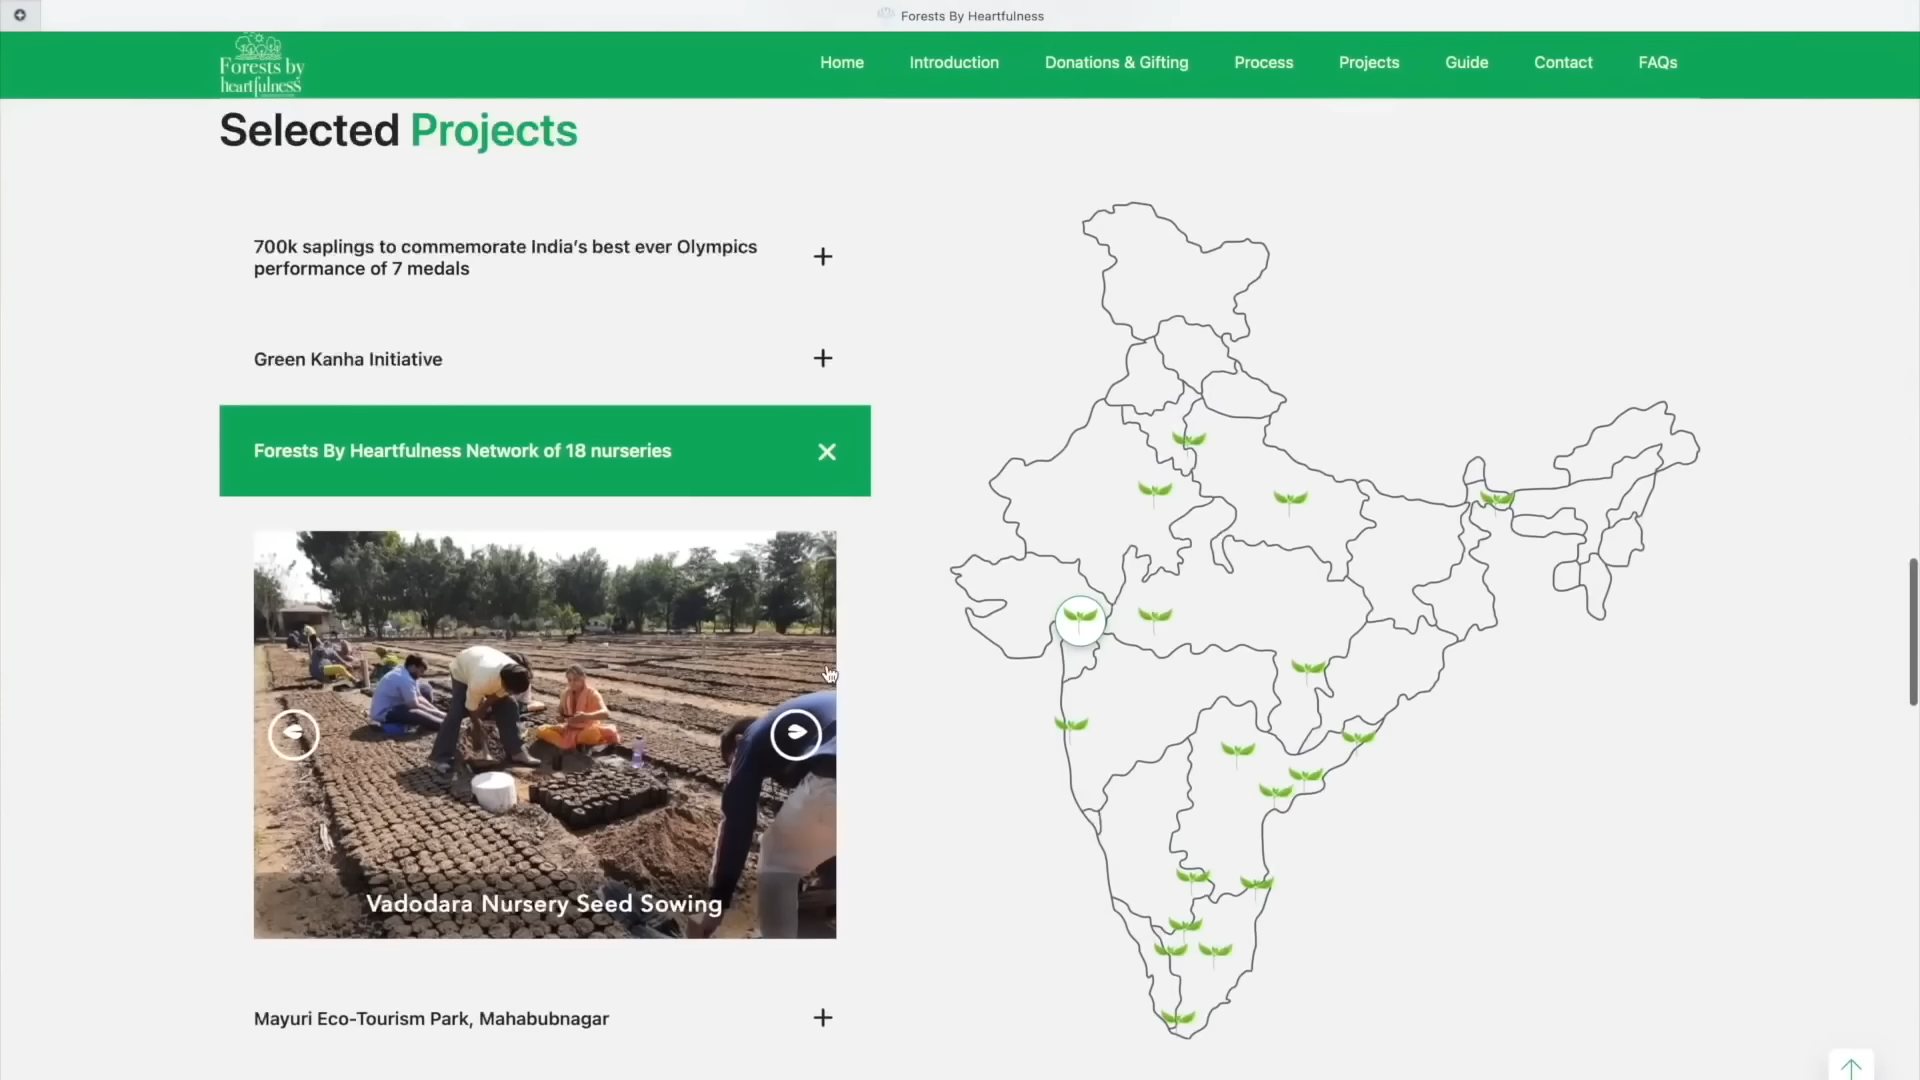 Forests By Heartfulness
Forests by
heartfulness
Home Introduction Donations & Gifting Process Projects Guide Contact FAQs
Selected Projects
700k saplings to commemorate India's best ever Olympics
performance of 7 medals
Green Kanha Initiative
Forests By Heartfulness Network of 18 nurseries
Vadodara Nursery Seed Sowing
Mayuri Eco-Tourism Park, Mahabubnagar